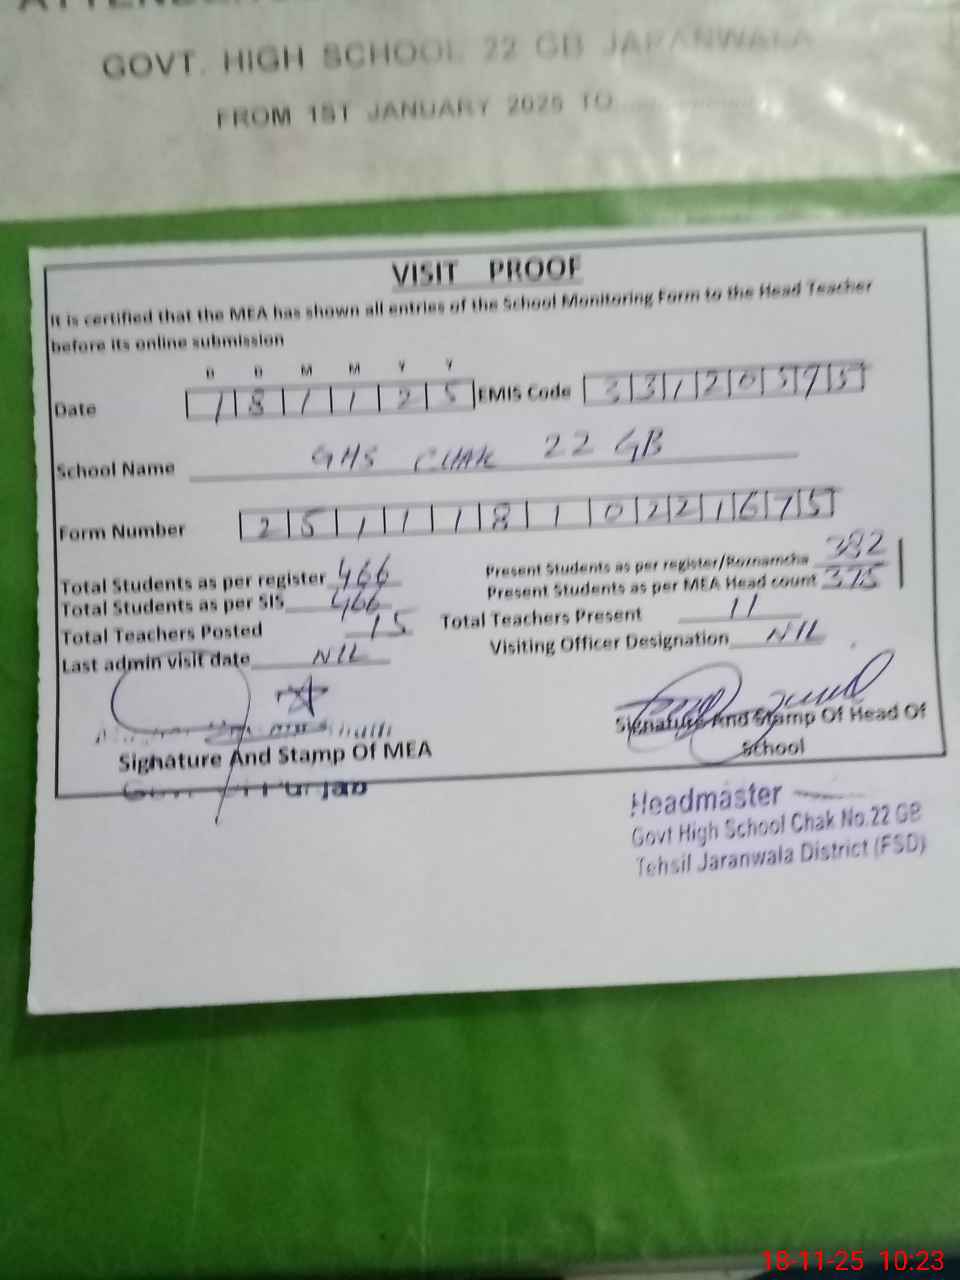 GOVT. HIGH SCHOOL 22 GB JARANWALA
FROM 1ST JANUARY 2025 TO
VISIT PROOF
It is certified that the MEA has shown all entries of the School Monitoring Form to the Head Teacher
before its online submission
D D M M Y Y
Date 1 8 1 1 2 5 EMIS Code 3 3 1 2 0 5 7 5
School Name GHS CHAK 22 GB
Form Number 2 5 1 1 1 8 1 0 2 2 1 6 7 5
Total Students as per register 466 Present Students as per register/Roznamcha 382
Total Students as per SIS 466 Present Students as per MEA Head count 375
Total Teachers Posted 15 Total Teachers Present 11
Last admin visit date NIL Visiting Officer Designation NIL
Signature And Stamp Of MEA
Signature And Stamp Of Head Of
School
Headmaster
Govt High School Chak No.22 GB
Tehsil Jaranwala District (FSD)
18-11-25 10:23